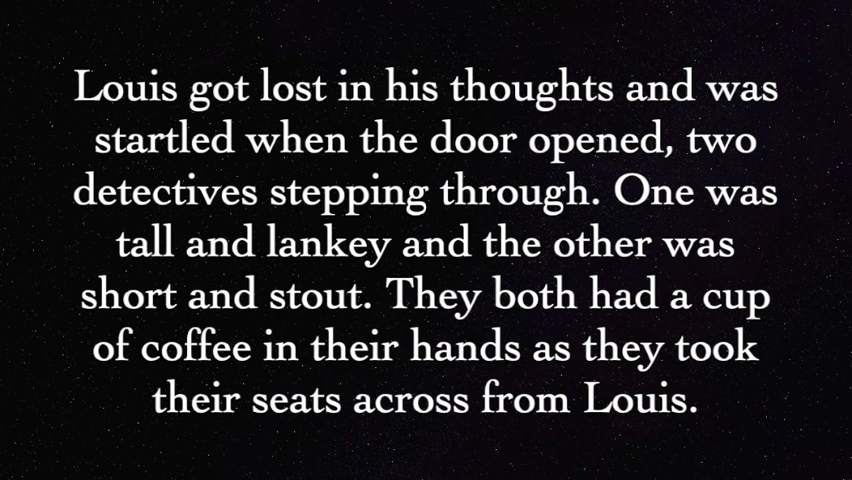 Louis got lost in his thoughts and was
startled when the door opened, two
detectives stepping through. One was
tall and lankey and the other was
short and stout. They both had a cup
of coffee in their hands as they took
their seats across from Louis.